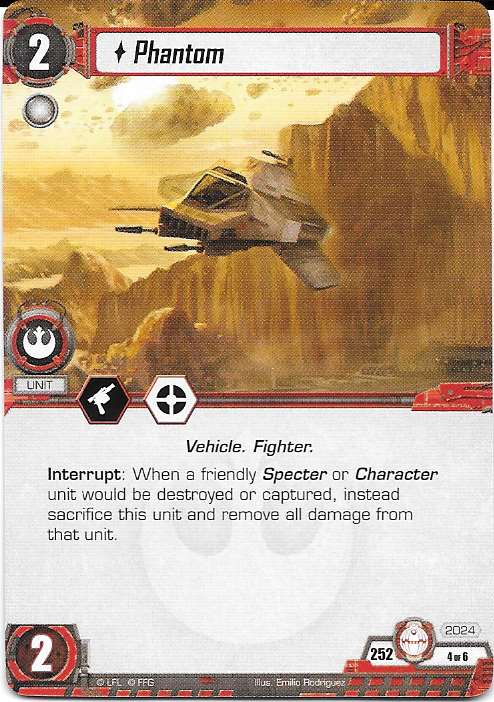 2
Phantom
UNIT
Vehicle. Fighter.
Interrupt: When a friendly Specter or Character
unit would be destroyed or captured, instead
sacrifice this unit and remove all damage from
that unit.
2
2024
252
4 OF 6
© LFL © FFG
Illus. Emilio Rodriguez